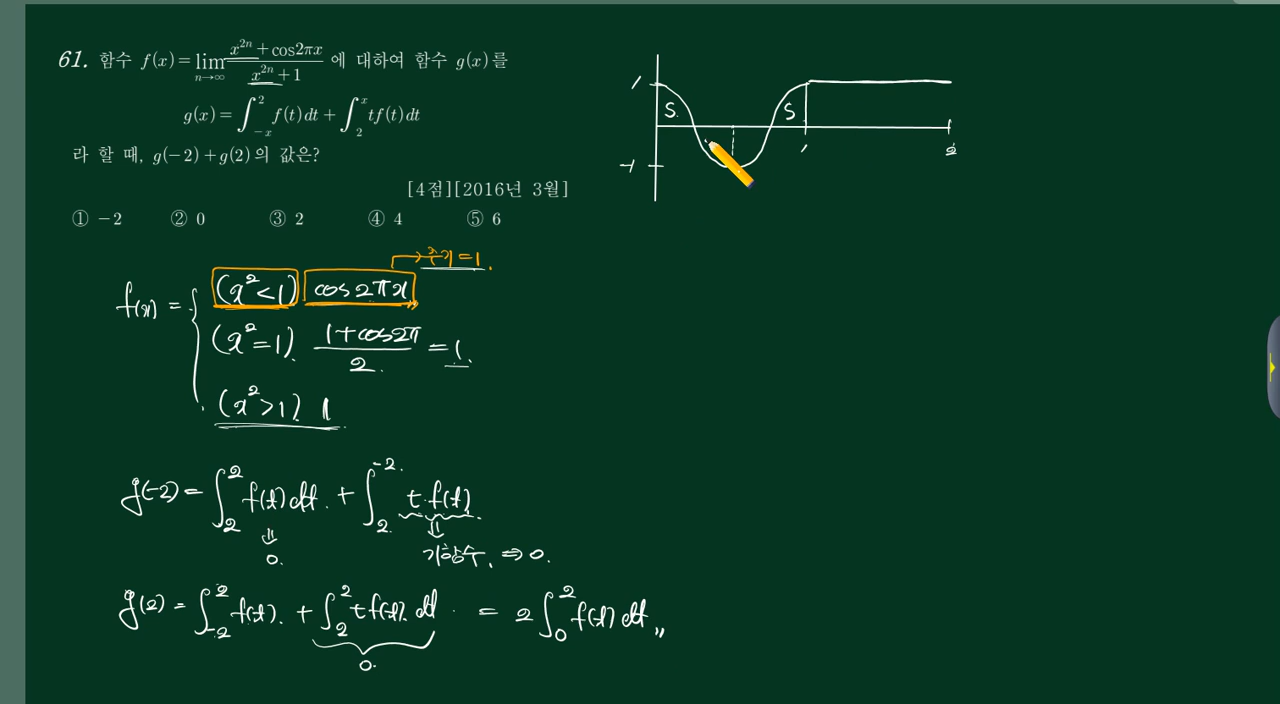 61. 함수 f(x)=lim_{n→∞} (x^{2n}+cos2πx)/(x^{2n}+1) 에 대하여 함수 g(x)를
g(x)=∫_{-x}^{2} f(t)dt+∫_{2}^{x} tf(t)dt
라 할 때, g(-2)+g(2)의 값은?
[4점][2016년 3월]
① -2 ② 0 ③ 2 ④ 4 ⑤ 6
1
S. S
1 2
-1
→ 주기=1.
f(x) = { (x²<1) cos2πx
(x²=1) (1+cos2π)/2 = 1.
(x²>1) 1
g(-2) = ∫_{2}^{2} f(t)dt. + ∫_{2}^{-2} t·f(t)
⇓ 0.
⇓ 기함수, ⇒ 0.
g(2) = ∫_{-2}^{2} f(t). + ∫_{2}^{2} tf(t) dt = 2∫_{0}^{2} f(t)dt
0.